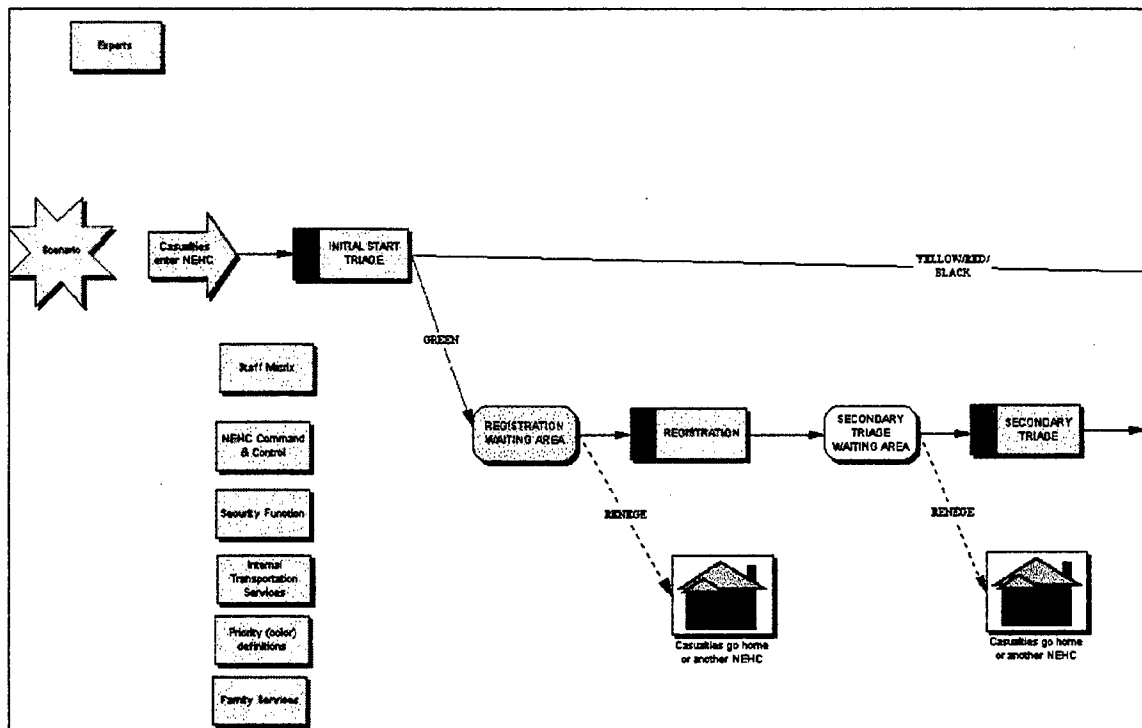 Experts
Scenario
Casualties
enter NEHC
INITIAL START
TRIAGE
YELLOW/RED/
BLACK
GREEN
Staff Matrix
NEHC Command
& Control
Security Function
Internal
Transportation
Services
Priority (color)
definitions
Family Services
REGISTRATION
WAITING AREA
REGISTRATION
SECONDARY
TRIAGE
WAITING AREA
SECONDARY
TRIAGE
RENEGE
RENEGE
Casualties go home
or another NEHC
Casualties go home
or another NEHC